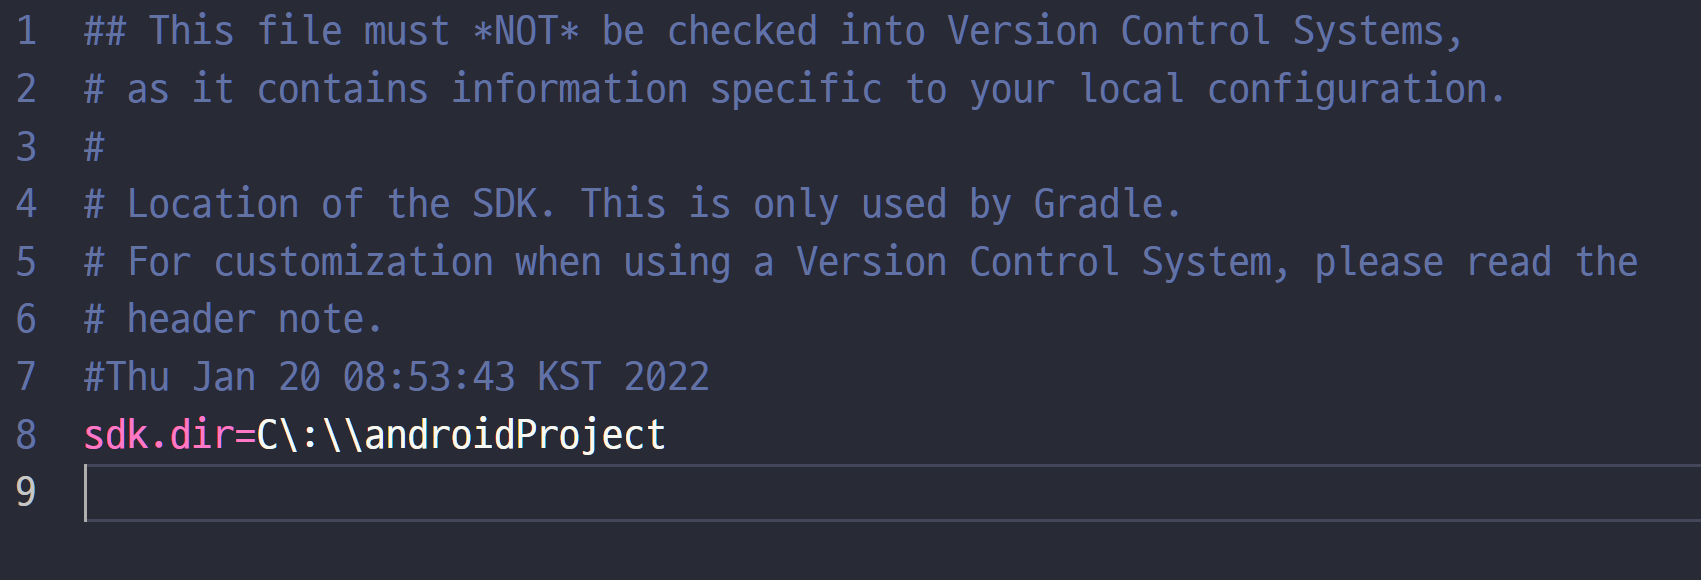 1 ## This file must *NOT* be checked into Version Control Systems,
2 # as it contains information specific to your local configuration.
3 #
4 # Location of the SDK. This is only used by Gradle.
5 # For customization when using a Version Control System, please read the
6 # header note.
7 #Thu Jan 20 08:53:43 KST 2022
8 sdk.dir=C\:\\androidProject
9